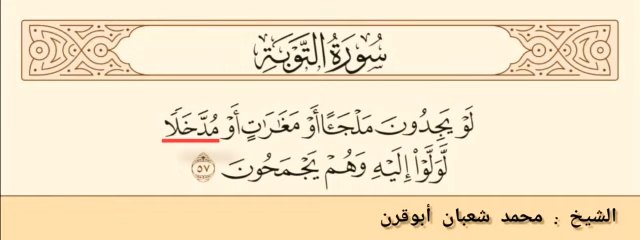 سُورَةُ التَّوْبَةِ
لَوْ يَجِدُونَ مَلْجَـًٔا أَوْ مَغَٰرَٰتٍ أَوْ مُدَّخَلًا
لَّوَلَّوْا۟ إِلَيْهِ وَهُمْ يَجْمَحُونَ ٥٧
الشيخ : محمد شعبان أبوقرن